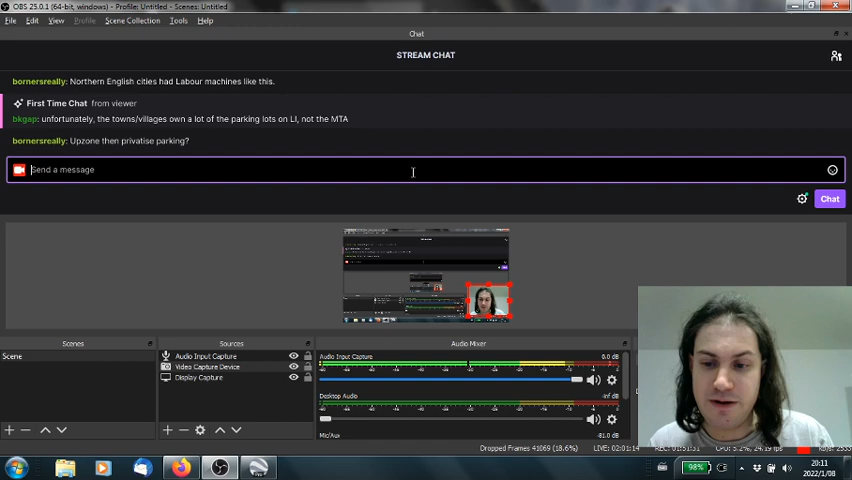 OBS 25.0.1 (64-bit, windows) - Profile: Untitled - Scenes: Untitled
File Edit View Profile Scene Collection Tools Help
Chat
STREAM CHAT
bornersreally: Northern English cities had Labour machines like this.
First Time Chat from viewer
bkgap: unfortunately, the towns/villages own a lot of the parking lots on LI, not the MTA
bornersreally: Upzone then privatise parking?
Send a message
Chat
Scenes Sources Audio Mixer
Scene
Audio Input Capture
Video Capture Device
Display Capture
Audio Input Capture 0.0 dB
Desktop Audio -inf dB
Mic/Aux -81.0 dB
Dropped Frames 41069 (18.6%) LIVE: 02:01:14
98%
20:11
2022/1/08